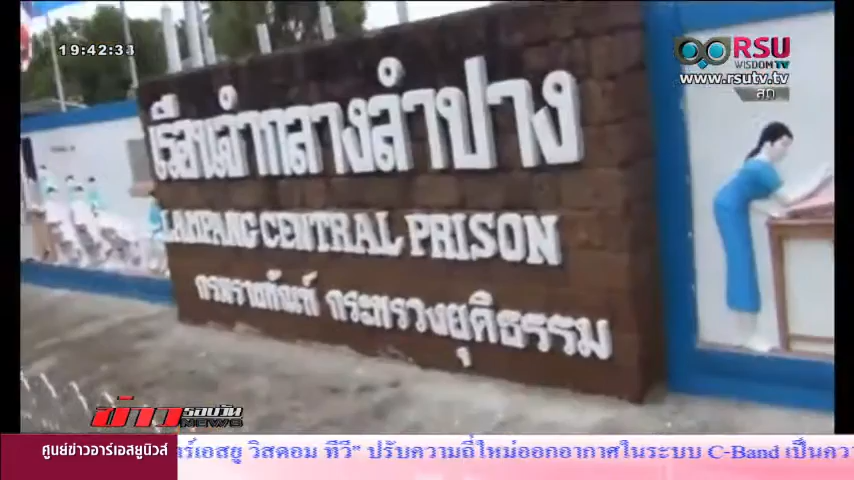 19:42:34
RSU
WISDOM TV
www.rsutv.tv
สด
เรือนจำกลางลำปาง
LAMPANG CENTRAL PRISON
กรมราชทัณฑ์ กระทรวงยุติธรรม
ข่าวรอบวัน
NEWS
ศูนย์ข่าวอาร์เอสยูนิวส์
าร์เอสยู วิสดอม ทีวี" ปรับความถี่ใหม่ออกอากาศในระบบ C-Band เป็นควา